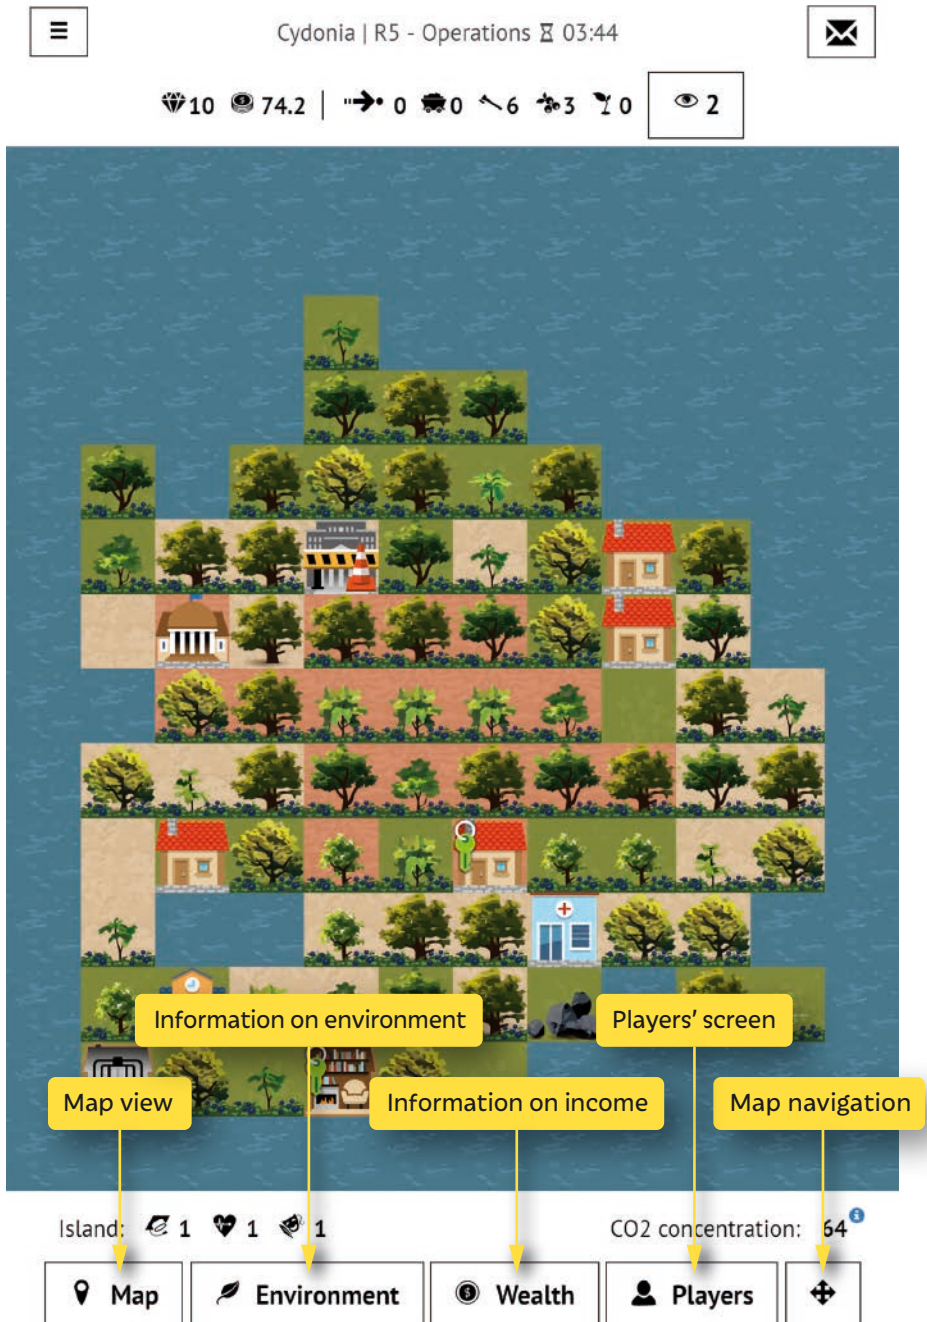 Cydonia | R5 - Operations 03:44
10 74.2 | 0 0 6 3 0 2
Information on environment
Players' screen
Map view
Information on income
Map navigation
Island: 1 1 1
CO2 concentration: 64
Map
Environment
Wealth
Players